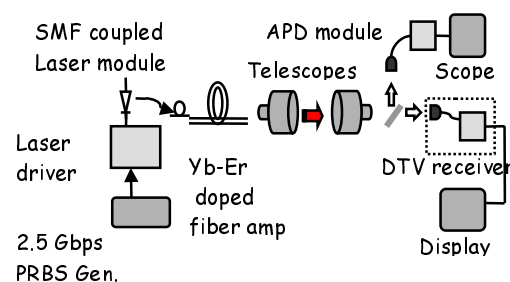 SMF coupled
Laser module
APD module
Scope
Telescopes
Laser
driver
Yb-Er
doped
fiber amp
DTV receiver
2.5 Gbps
PRBS Gen.
Display